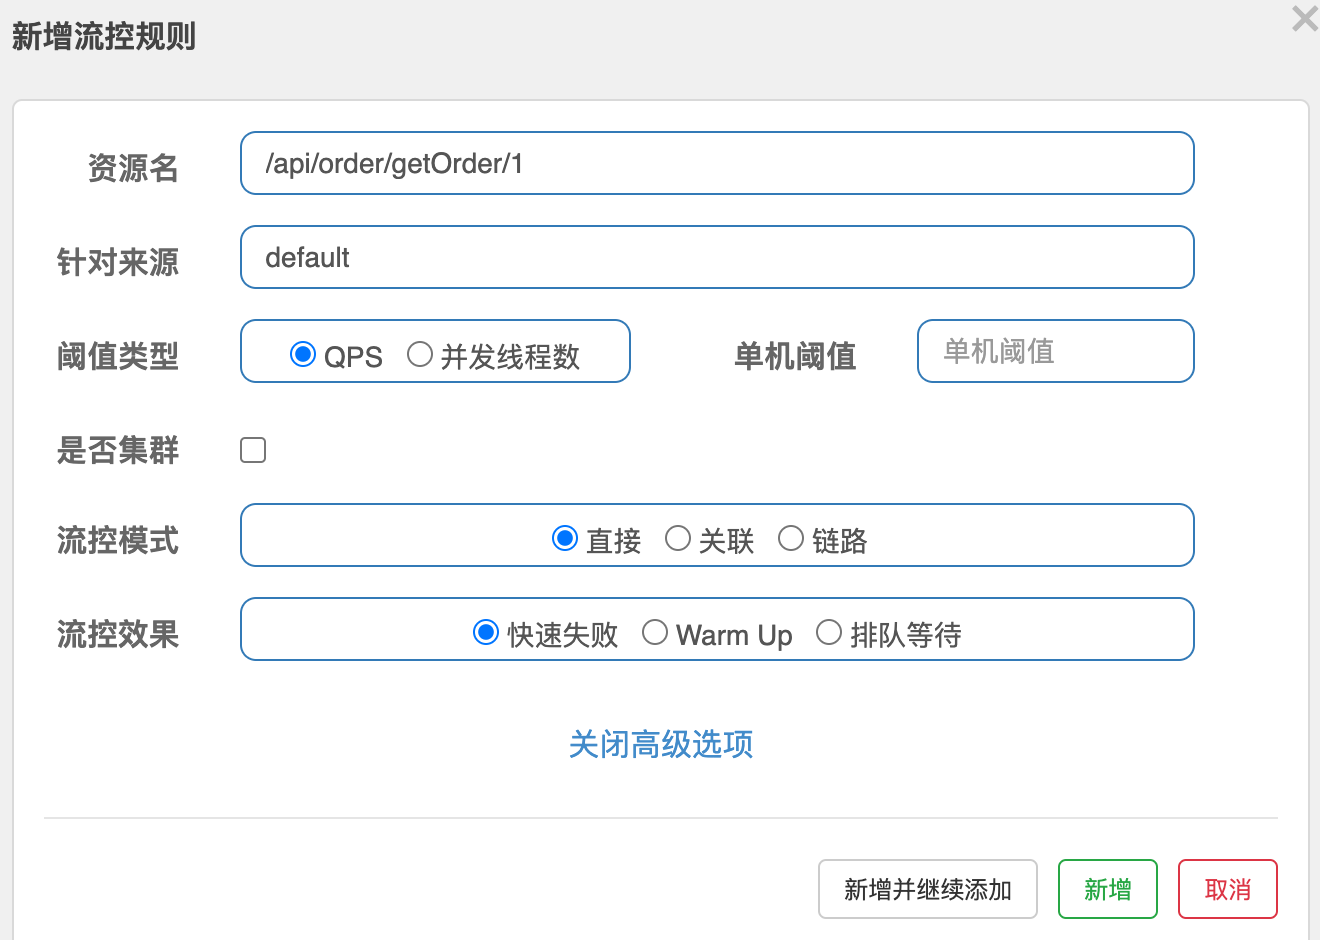 新增流控规则
×
资源名 /api/order/getOrder/1
针对来源 default
阈值类型 QPS 并发线程数 单机阈值 单机阈值
是否集群
流控模式 直接 关联 链路
流控效果 快速失败 Warm Up 排队等待
关闭高级选项
新增并继续添加 新增 取消